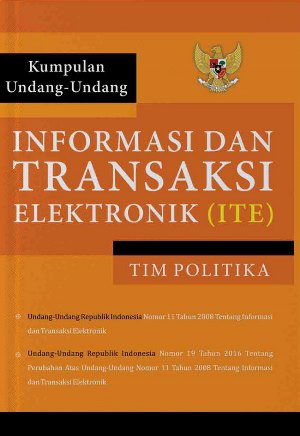 Kumpulan
Undang-Undang
INFORMASI DAN
TRANSAKSI
ELEKTRONIK (ITE)
TIM POLITIKA
Undang-Undang Republik Indonesia Nomor 11 Tahun 2008 Tentang Informasi
dan Transaksi Elektronik
Undang-Undang Republik Indonesia Nomor 19 Tahun 2016 Tentang
Perubahan Atas Undang-Undang Nomor 11 Tahun 2008 Tentang Informasi
dan Transaksi Elektronik